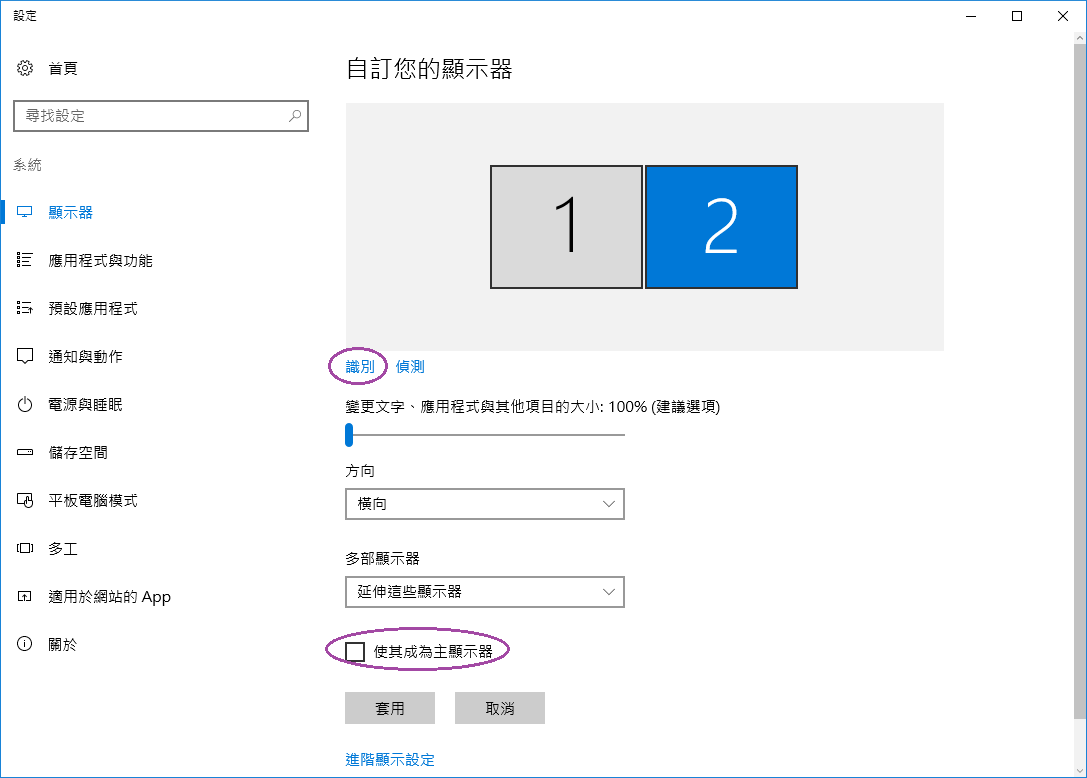 設定
首頁
尋找設定
系統
顯示器
應用程式與功能
預設應用程式
通知與動作
電源與睡眠
儲存空間
平板電腦模式
多工
適用於網站的 App
關於
自訂您的顯示器
1 2
識別 偵測
變更文字、應用程式與其他項目的大小: 100% (建議選項)
方向
橫向
多部顯示器
延伸這些顯示器
使其成為主顯示器
套用 取消
進階顯示設定